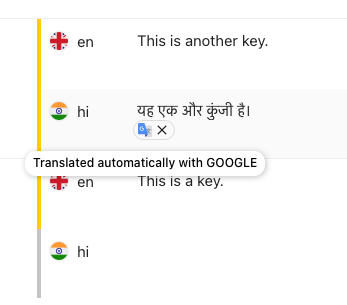 en This is another key.
hi यह एक और कुंजी है।
Translated automatically with GOOGLE
en This is a key.
hi